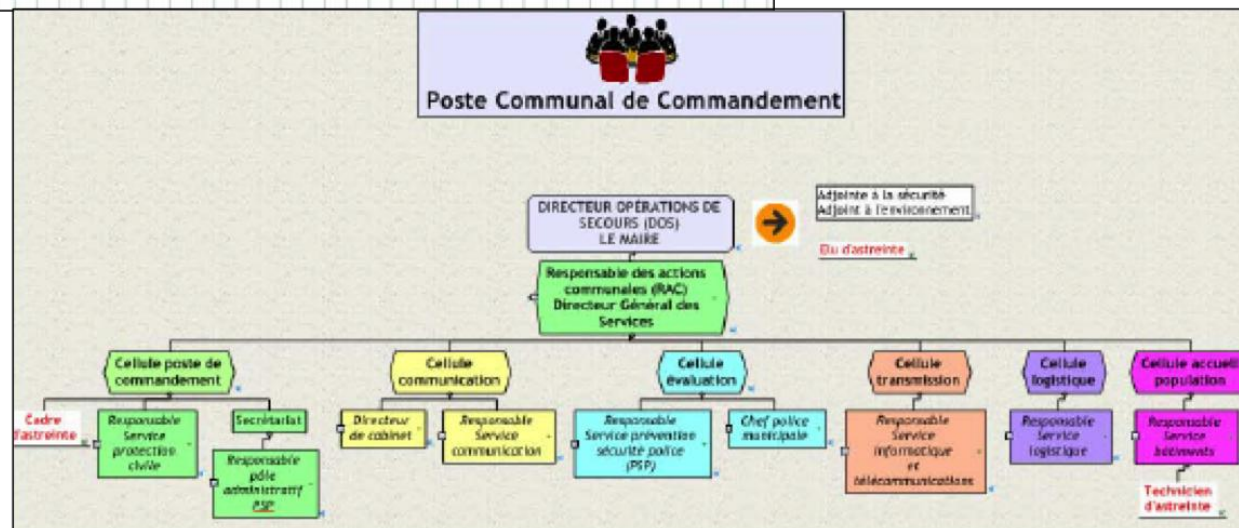 Poste Communal de Commandement
DIRECTEUR OPÉRATIONS DE
SECOURS (DOS)
LE MAIRE
Adjointe à la sécurité
Adjoint à l'environnement
Elu d'astreinte
Responsable des actions
communales (RAC)
Directeur Général des
Services
Cellule poste de
commandement
Cellule
communication
Cellule
évaluation
Cellule
transmission
Cellule
logistique
Cellule accueil
population
Cadre
d'astreinte
Responsable
Service
protection
civile
Secrétariat
Responsable
pôle
administratif
PSP
Directeur
de cabinet
Responsable
Service
communication
Responsable
Service prévention
sécurité police
(PSP)
Chef police
municipale
Responsable
Service
informatique
et
télécommunications
Responsable
Service
logistique
Responsable
Service
bâtiments
Technicien
d'astreinte